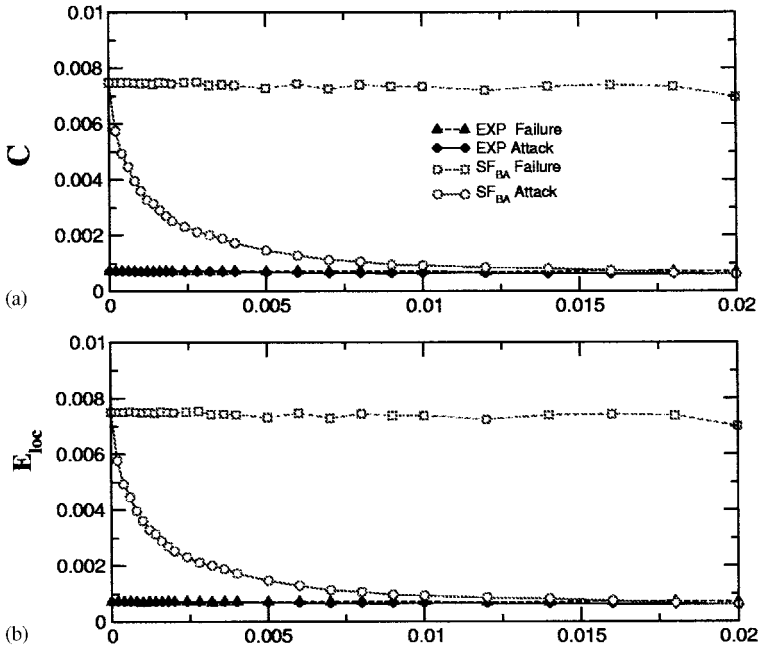 0.01
0.008
0.006
0.004
0.002
0
C
EXP Failure
EXP Attack
SF_BA Failure
SF_BA Attack
0 0.005 0.01 0.015 0.02
(a)
0.01
0.008
0.006
0.004
0.002
0
E_loc
0 0.005 0.01 0.015 0.02
(b)